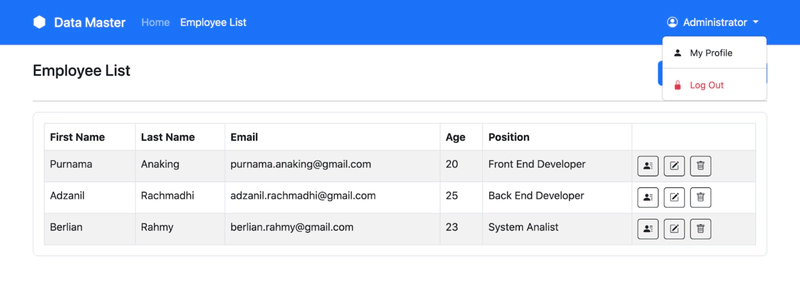 Data Master Home Employee List Administrator
My Profile
Employee List
Log Out
First Name Last Name Email Age Position
Purnama Anaking purnama.anaking@gmail.com 20 Front End Developer
Adzanil Rachmadhi adzanil.rachmadhi@gmail.com 25 Back End Developer
Berlian Rahmy berlian.rahmy@gmail.com 23 System Analist